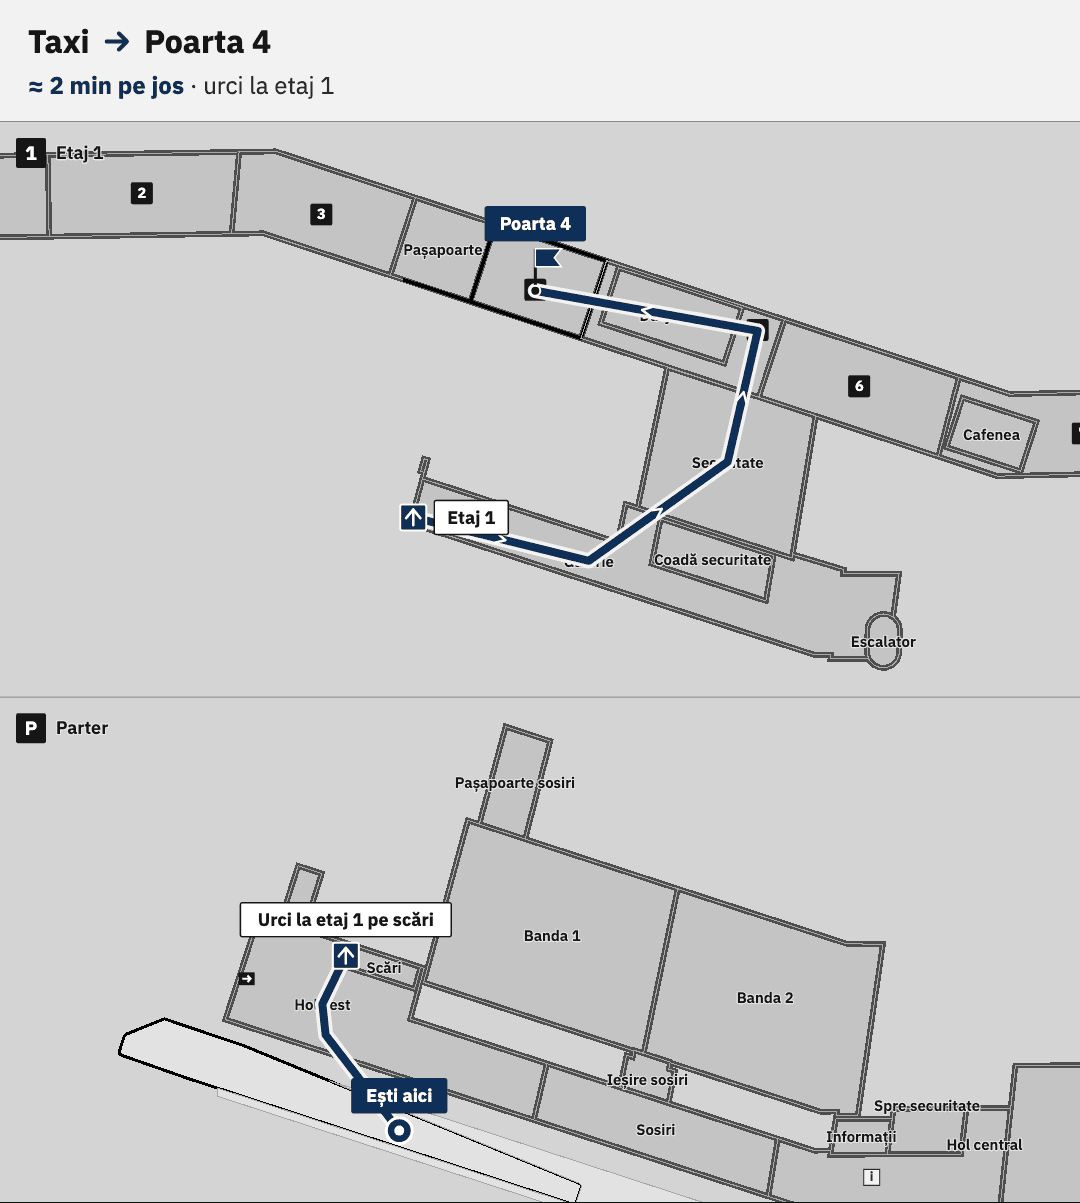 Taxi → Poarta 4
≈ 2 min pe jos · urci la etaj 1
1 Etaj 1
2
3
Pașapoarte
Poarta 4
6
Cafenea
Securitate
Etaj 1
Coadă securitate
Escalator
P Parter
Pașapoarte sosiri
Urci la etaj 1 pe scări
Banda 1
Scări
Banda 2
Ieșire sosiri
Ești aici
Spre securitate
Sosiri
Informații
Hol central
i